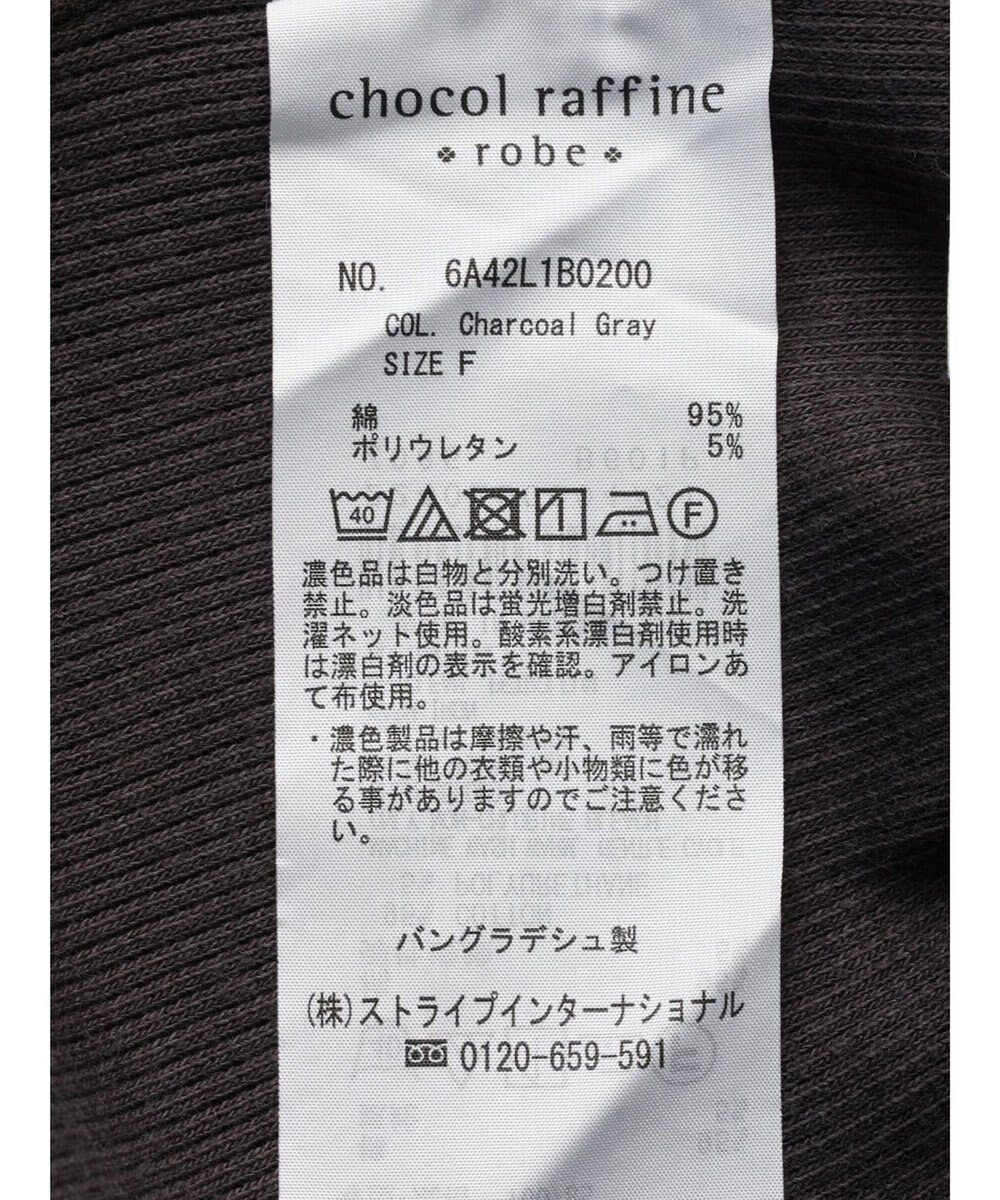 chocol raffine
robe
NO. 6A42L1B0200
COL. Charcoal Gray
SIZE F
綿 95%
ポリウレタン 5%
40 F
濃色品は白物と分別洗い。つけ置き
禁止。淡色品は蛍光増白剤禁止。洗
濯ネット使用。酸素系漂白剤使用時
は漂白剤の表示を確認。アイロンあ
て布使用。
・濃色製品は摩擦や汗、雨等で濡れ
た際に他の衣類や小物類に色が移
る事がありますのでご注意くださ
い。
バングラデシュ製
(株)ストライプインターナショナル
0120-659-591